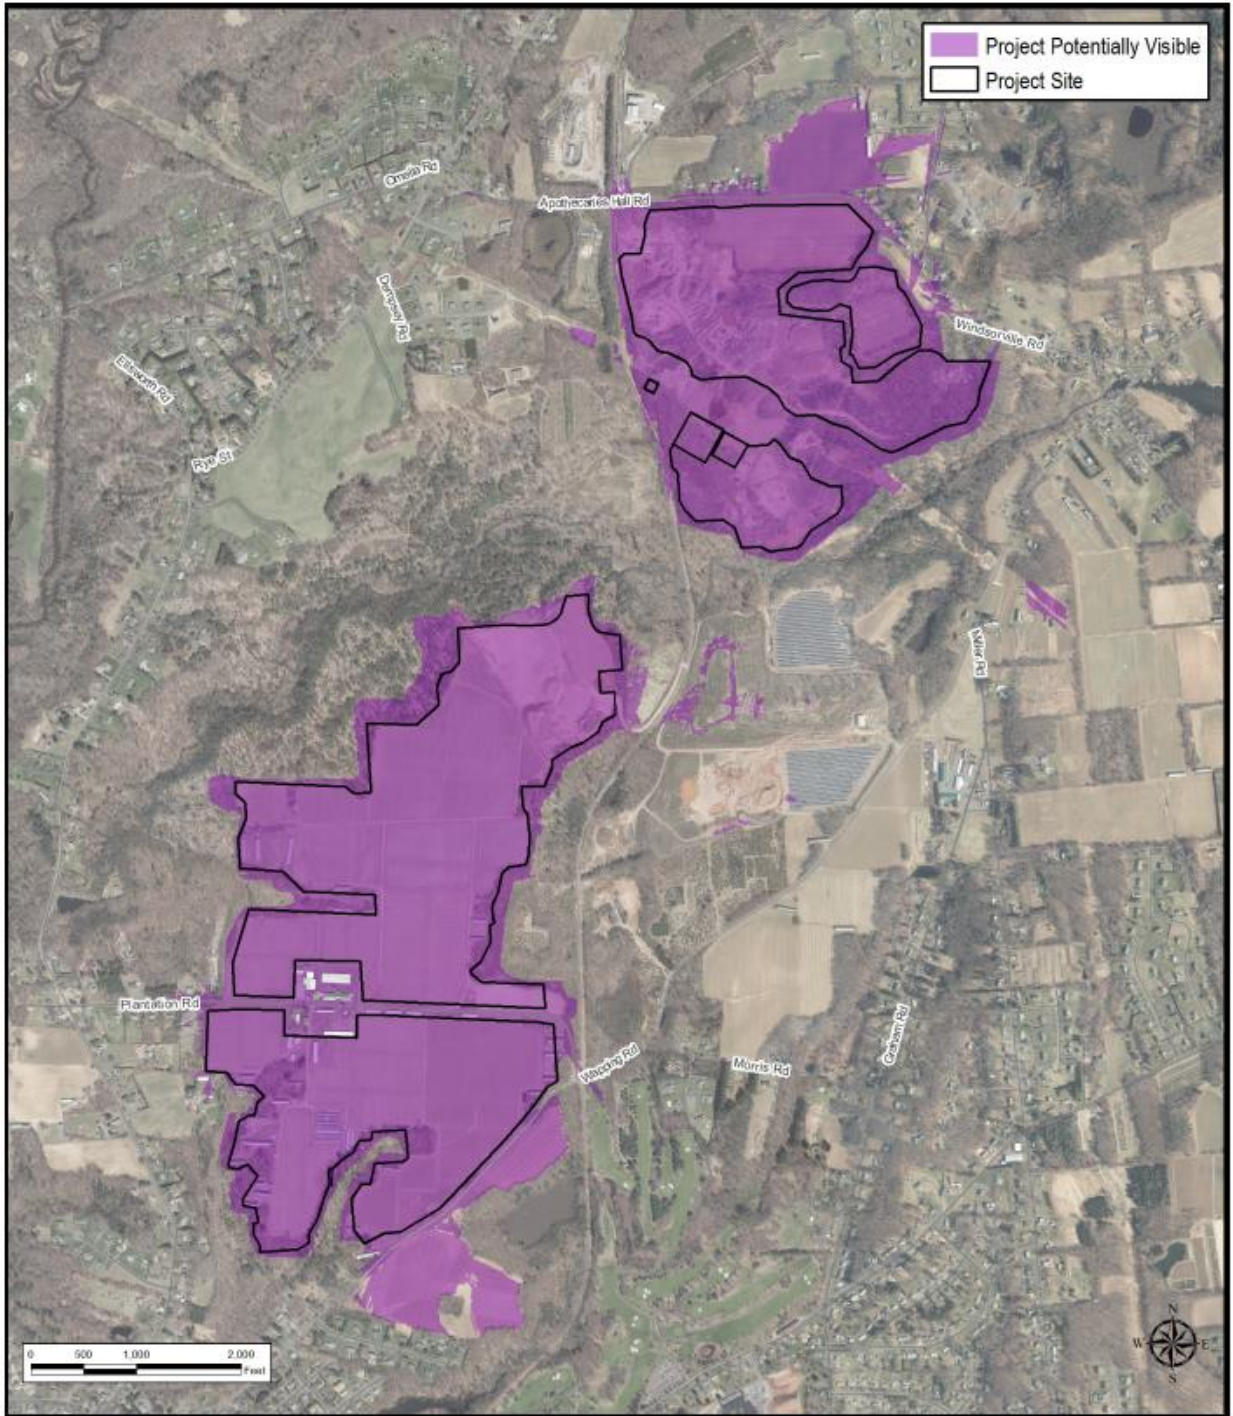 Project Potentially Visible
Project Site
Omelia Rd
Apothecaries Hall Rd
Dempsey Rd
Windsorville Rd
Ellsworth Rd
Rye St
Miller Rd
Plantation Rd
Graham Rd
Wapping Rd
Morris Rd
N
W E
S
0 500 1,000 2,000
Feet